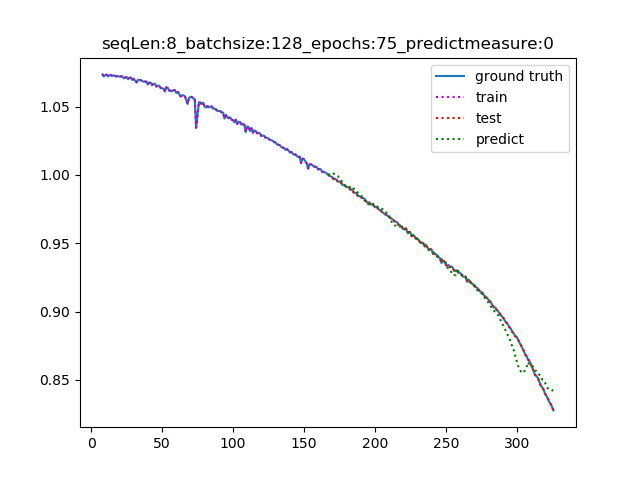 seqLen:8_batchsize:128_epochs:75_predictmeasure:0
ground truth
train
test
predict
1.05
1.00
0.95
0.90
0.85
0 50 100 150 200 250 300